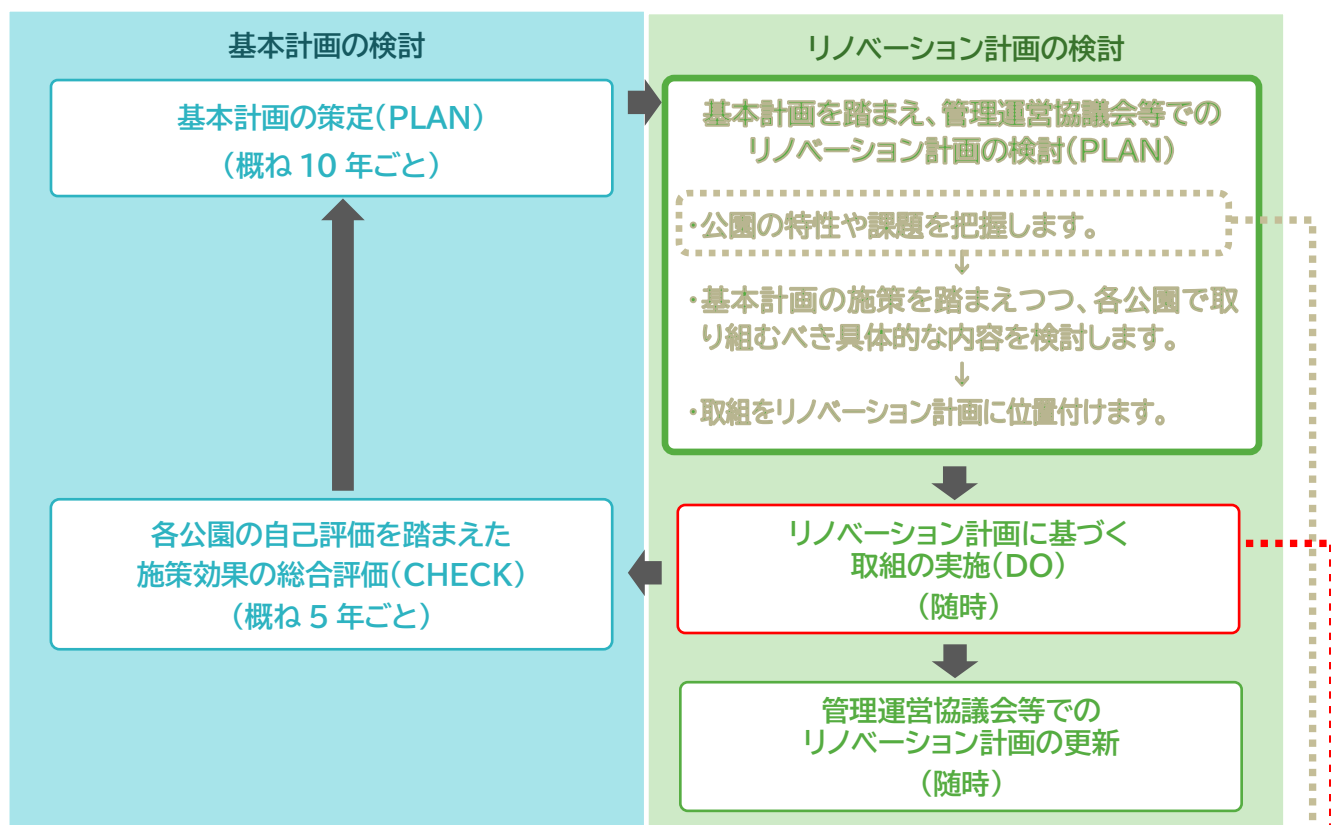 基本計画の検討
基本計画の策定(PLAN)
(概ね 10 年ごと)
各公園の自己評価を踏まえた
施策効果の総合評価(CHECK)
(概ね 5 年ごと)
リノベーション計画の検討
基本計画を踏まえ、管理運営協議会等での
リノベーション計画の検討(PLAN)
・公園の特性や課題を把握します。
↓
・基本計画の施策を踏まえつつ、各公園で取
り組むべき具体的な内容を検討します。
↓
・取組をリノベーション計画に位置付けます。
リノベーション計画に基づく
取組の実施(DO)
(随時)
管理運営協議会等での
リノベーション計画の更新
(随時)